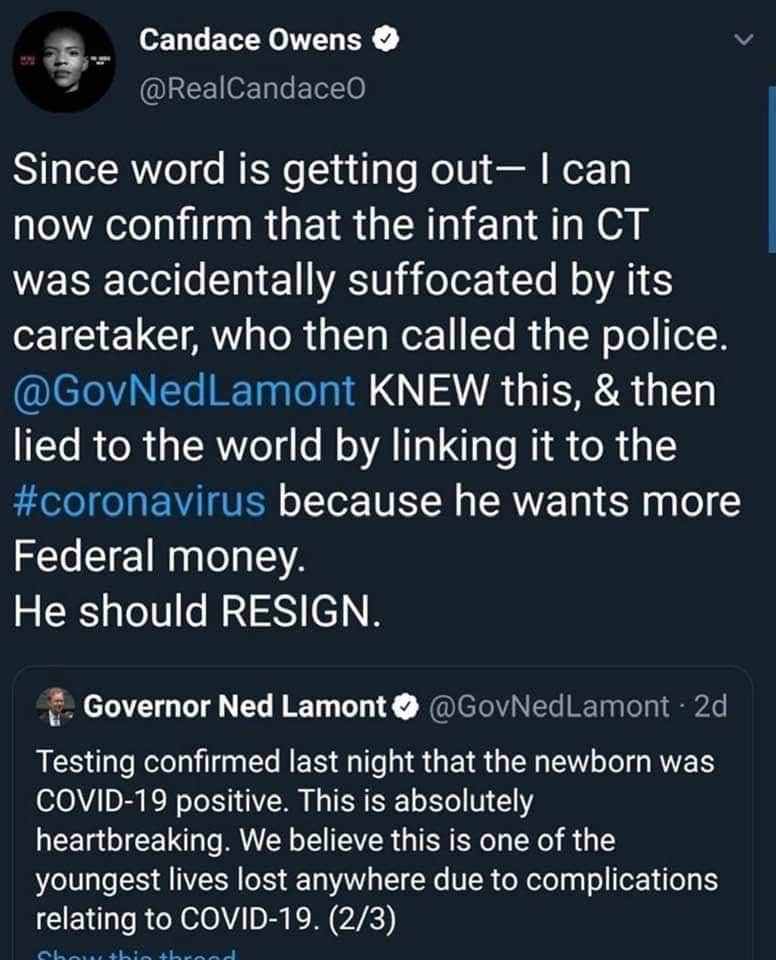 Candace Owens
@RealCandaceO
Since word is getting out— I can
now confirm that the infant in CT
was accidentally suffocated by its
caretaker, who then called the police.
@GovNedLamont KNEW this, & then
lied to the world by linking it to the
#coronavirus because he wants more
Federal money.
He should RESIGN.
Governor Ned Lamont @GovNedLamont · 2d
Testing confirmed last night that the newborn was
COVID-19 positive. This is absolutely
heartbreaking. We believe this is one of the
youngest lives lost anywhere due to complications
relating to COVID-19. (2/3)
Show this thread